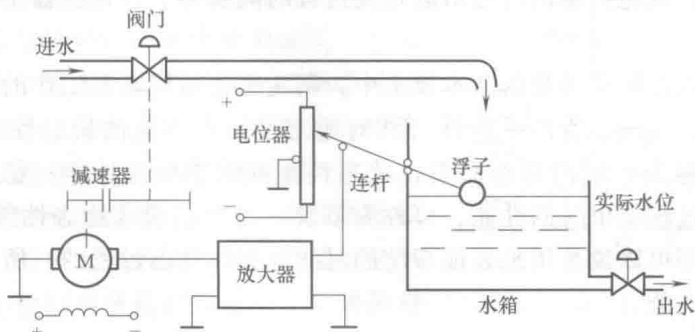 阀门
进水
+
电位器
浮子
减速器
连杆
实际水位
−
M
放大器
水箱
出水
+
−